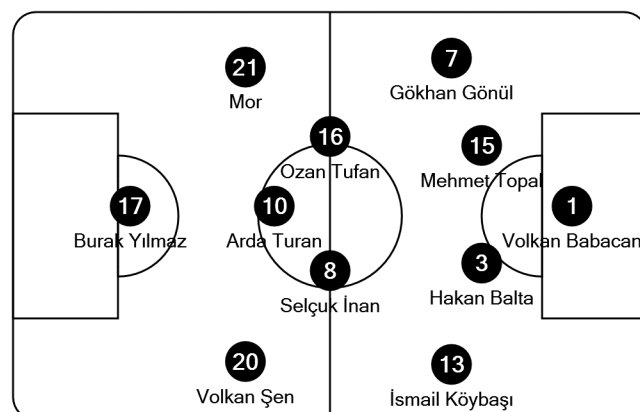 21
Mor
7
Gökhan Gönül
16
Ozan Tufan
15
Mehmet Topal
17
Burak Yılmaz
10
Arda Turan
1
Volkan Babacan
8
Selçuk İnan
3
Hakan Balta
20
Volkan Şen
13
İsmail Köybaşı